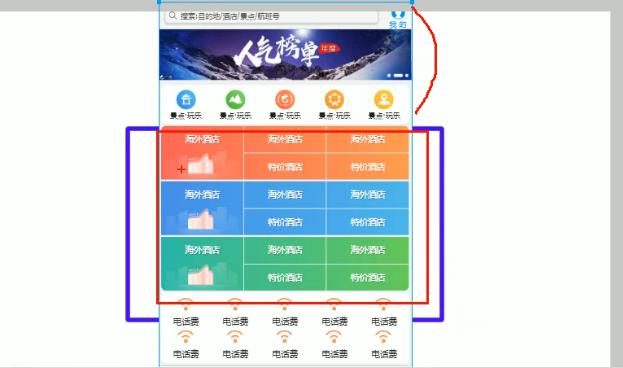 搜索:目的地/酒店/景点/航班号
我的
人气榜单 年度
景点·玩乐 景点·玩乐 景点·玩乐 景点·玩乐 景点·玩乐
海外酒店 海外酒店 海外酒店
特价酒店 特价酒店
海外酒店 海外酒店 海外酒店
特价酒店 特价酒店
海外酒店 海外酒店 海外酒店
特价酒店 特价酒店
电话费 电话费 电话费 电话费 电话费
电话费 电话费 电话费 电话费 电话费